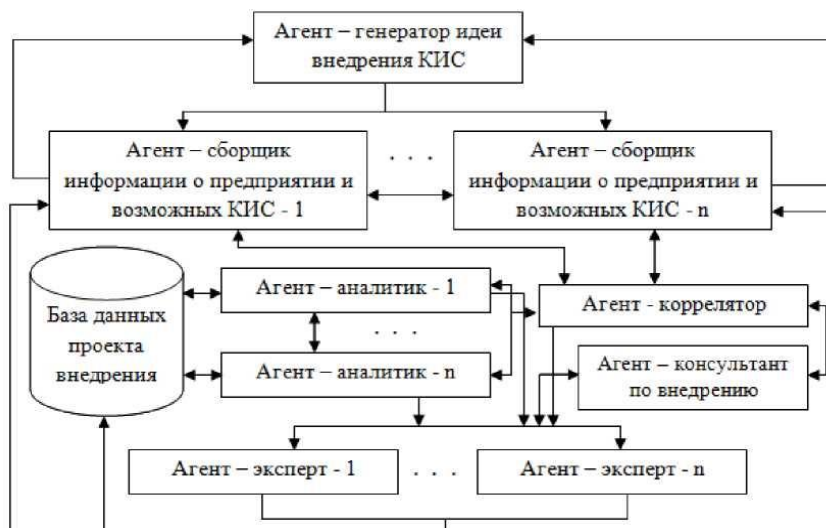 Агент – генератор идеи
внедрения КИС
Агент – сборщик
информации о предприятии и
возможных КИС - 1
. . .
Агент – сборщик
информации о предприятии и
возможных КИС - n
База данных
проекта
внедрения
Агент – аналитик - 1
. . .
Агент – аналитик - n
Агент - коррелятор
Агент – консультант
по внедрению
Агент – эксперт - 1
. . .
Агент – эксперт - n